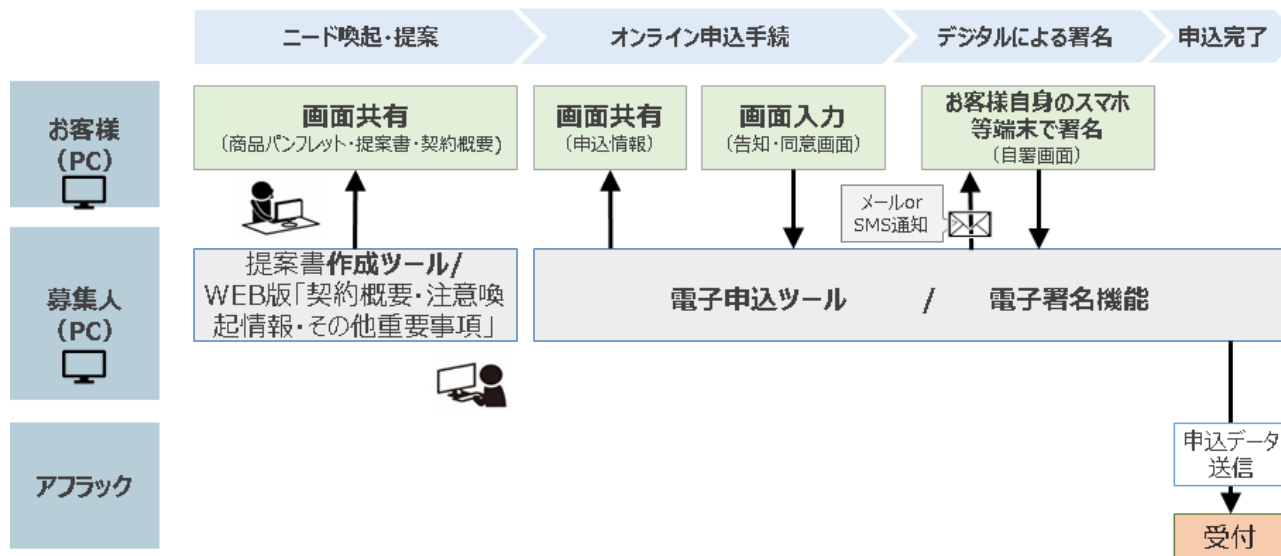 ニード喚起・提案
オンライン申込手続
デジタルによる署名
申込完了
お客様
(PC)
画面共有
(商品パンフレット・提案書・契約概要)
画面共有
(申込情報)
画面入力
(告知・同意画面)
お客様自身のスマホ
等端末で署名
(自署画面)
メールor
SMS通知
募集人
(PC)
提案書作成ツール/
WEB版「契約概要・注意喚
起情報・その他重要事項」
電子申込ツール / 電子署名機能
アフラック
申込データ
送信
受付